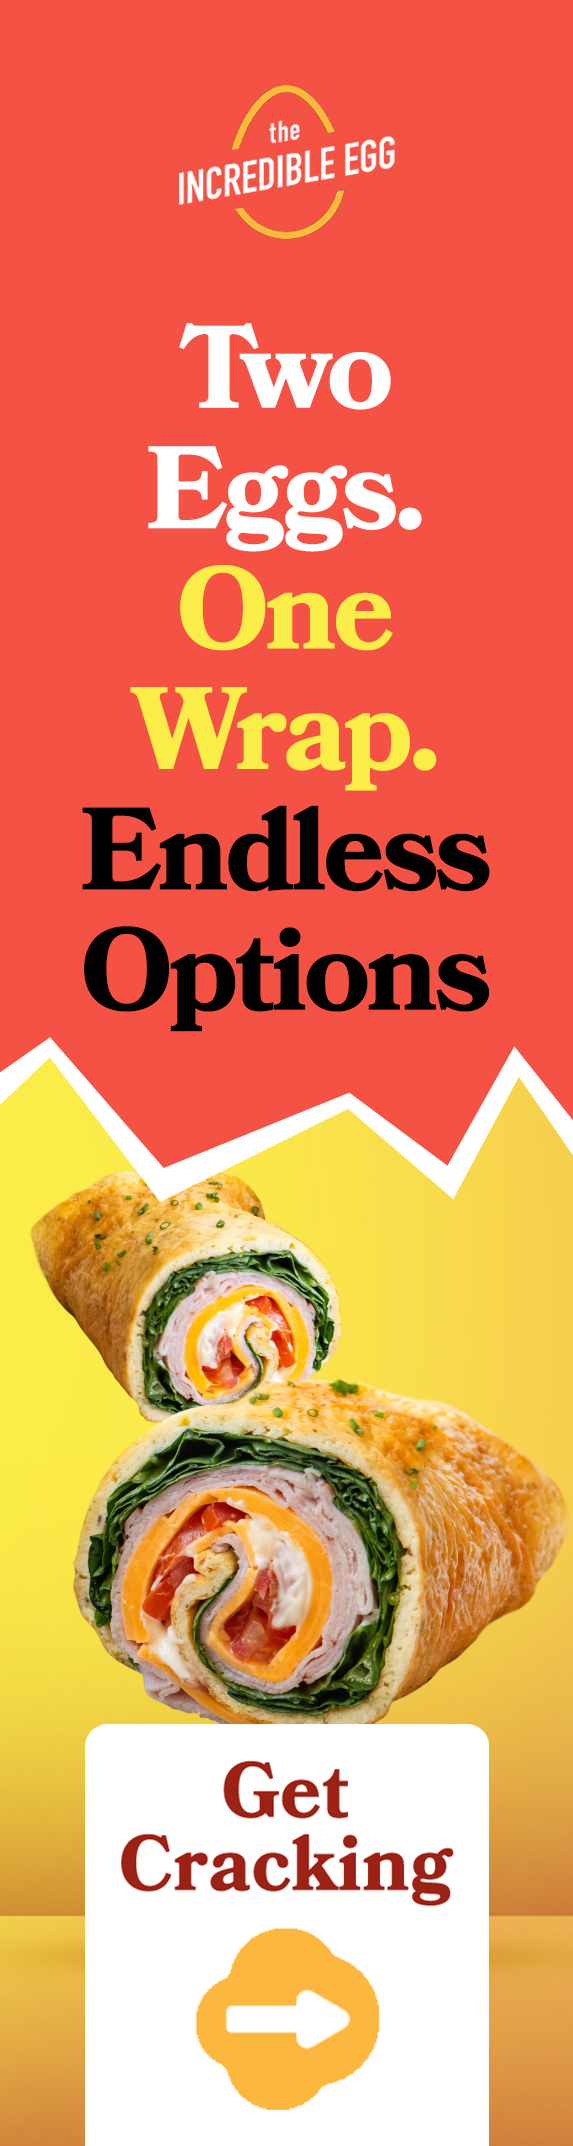 the
INCREDIBLE EGG
Two
Eggs.
One
Wrap.
Endless
Options
Get
Cracking